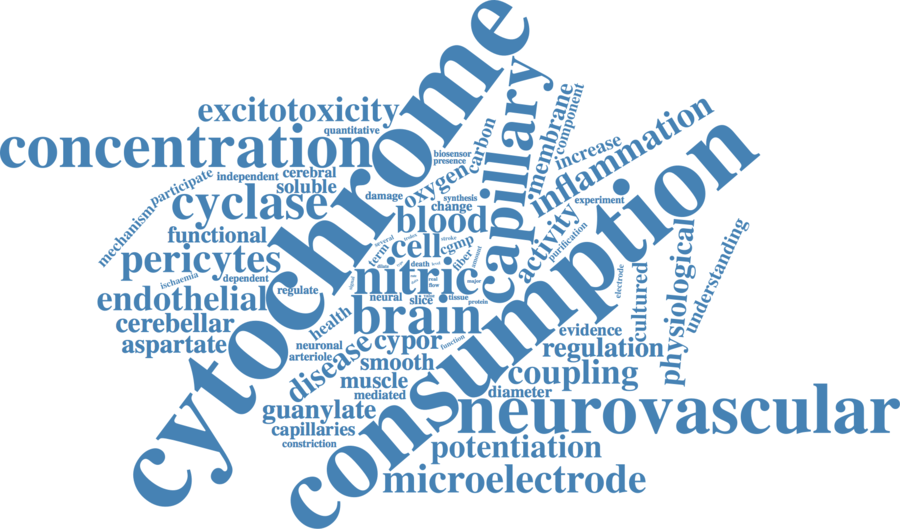 cytochrome
consumption
neurovascular
concentration
capillary
excitotoxicity
quantitative
biosensor
presence
carbon
membrane
component
increase
inflammation
experiment
independent
cerebral
soluble
participate
mechanism
cyclase
damage
oxygen
synthesis
change
blood
activity
purification
functional
pericytes
ischaemia
dependent
several
stroke
term
cell
cgmp
fiber
death
nitric
flow
major
endothelial
regulate
neural
slice
tissue
protein
electrode
cultured
physiological
understanding
cerebellar
aspartate
health
brain
neuronal
arteriole
disease
cypor
function
evidence
regulation
smooth
muscle
mediated
coupling
diameter
guanylate
capillaries
constriction
potentiation
microelectrode